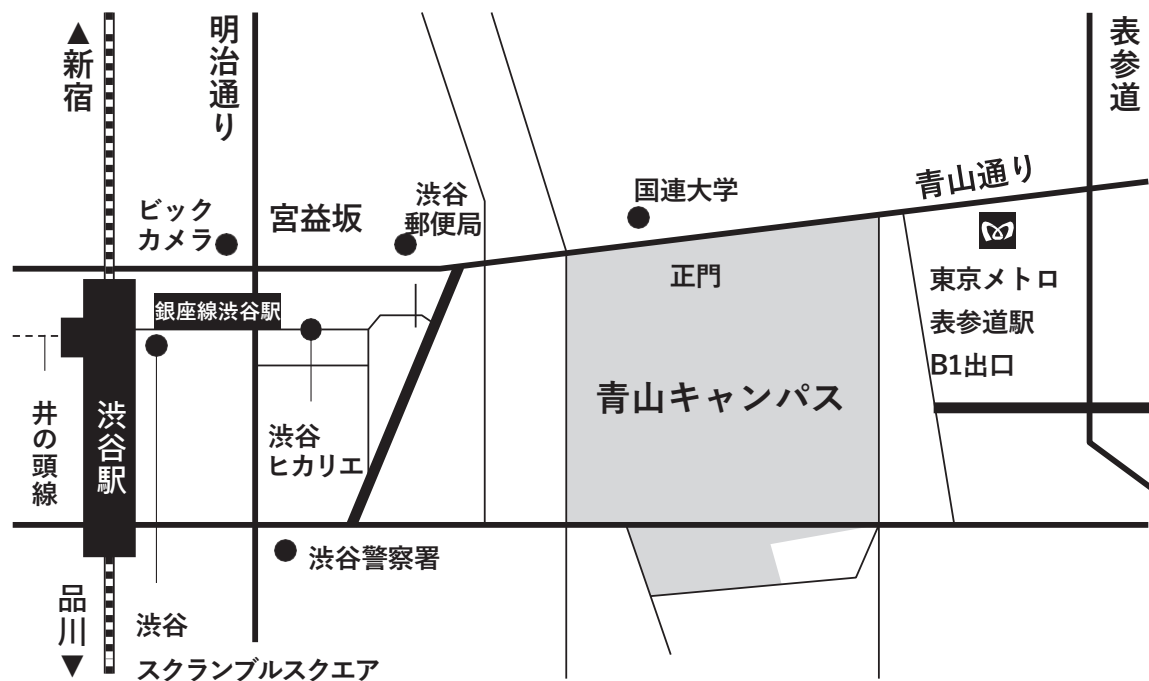 ▲新宿
明治通り
表参道
青山通り
国連大学
渋谷
郵便局
ビック
カメラ
宮益坂
正門
東京メトロ
表参道駅
B1出口
銀座線渋谷駅
青山キャンパス
井の頭線
渋谷駅
渋谷
ヒカリエ
渋谷警察署
品川▼
渋谷
スクランブルスクエア